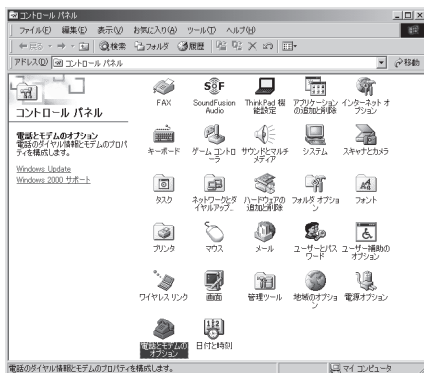 コントロール パネル
ファイル(F) 編集(E) 表示(V) お気に入り(A) ツール(T) ヘルプ(H)
戻る 検索 フォルダ 履歴
アドレス(D) コントロール パネル 移動
コントロール パネル
電話とモデムのオプション
電話のダイヤル情報とモデムのプロパティを構成します。
Windows Update
Windows 2000 サポート
FAX
SoundFusion Audio
ThinkPad 機能設定
アプリケーションの追加と削除
インターネット オプション
キーボード
ゲーム コントローラ
サウンドとマルチメディア
システム
スキャナとカメラ
タスク
ネットワークとダイヤルアップ...
ハードウェアの追加と削除
フォルダ オプション
フォント
プリンタ
マウス
メール
ユーザーとパスワード
ユーザー補助のオプション
ワイヤレス リンク
画面
管理ツール
地域のオプション
電源オプション
電話とモデムのオプション
日付と時刻
電話のダイヤル情報とモデムのプロパティを構成します。 マイ コンピュータ